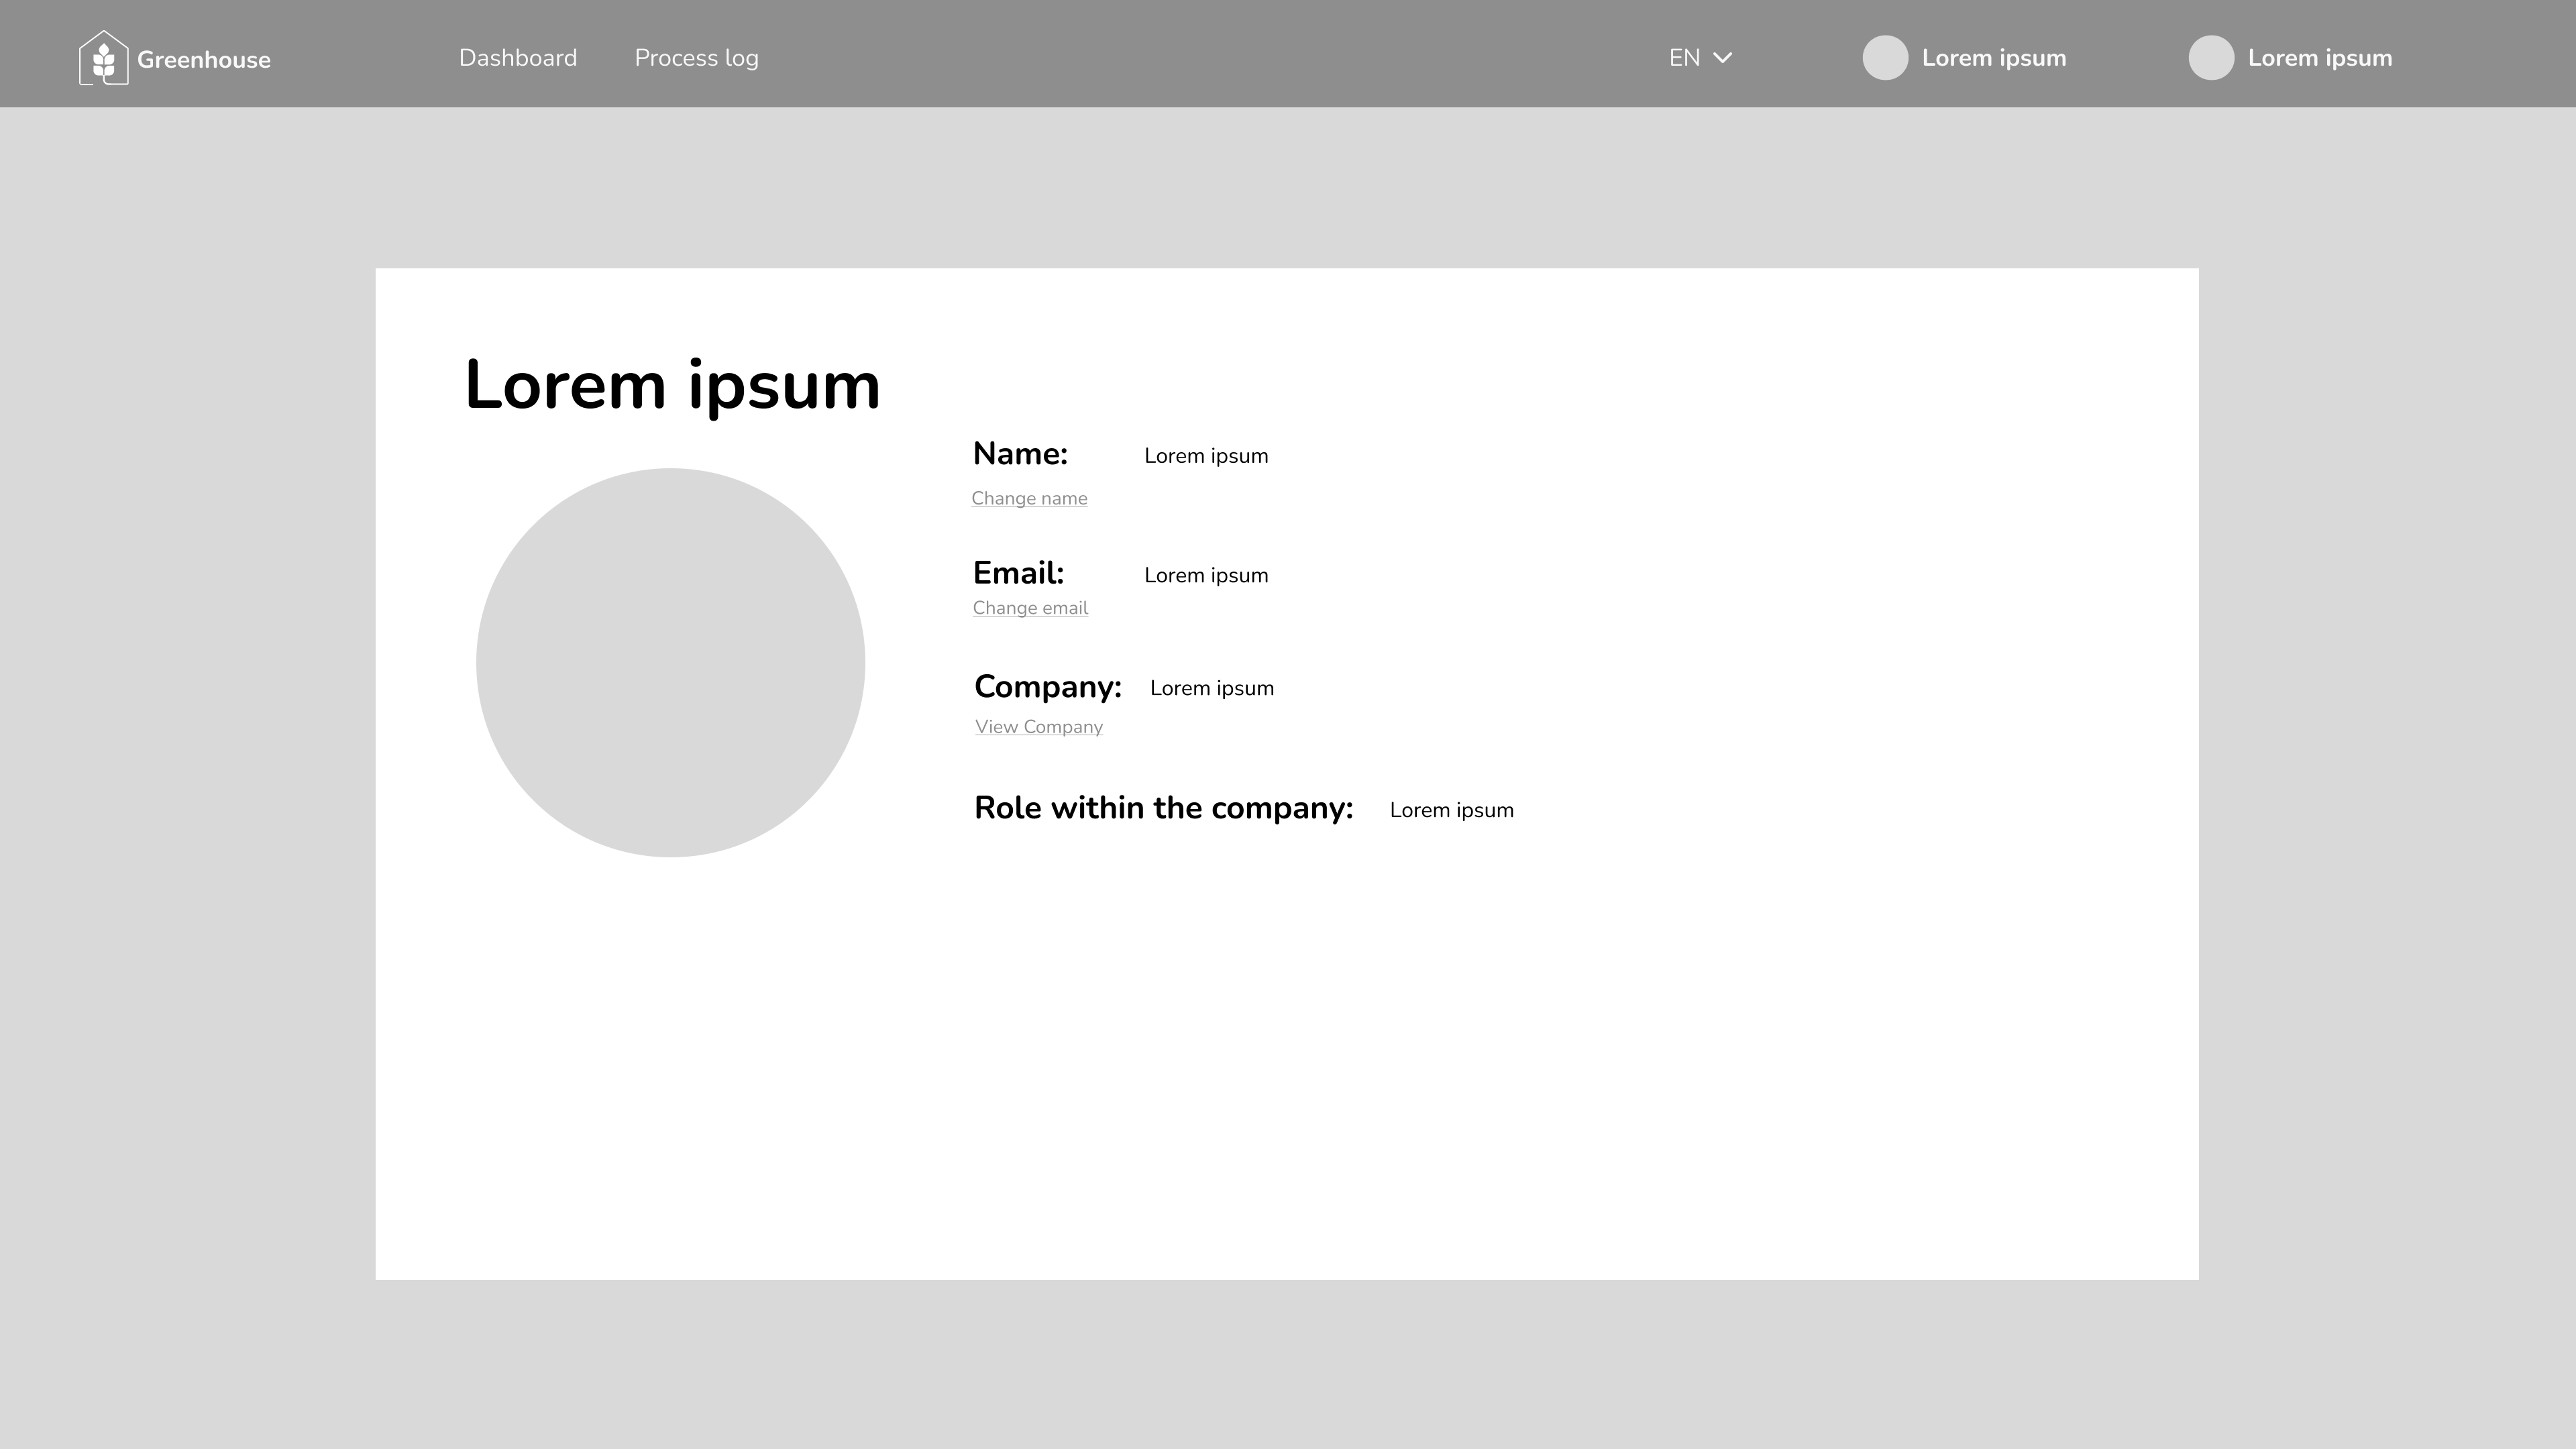 Greenhouse
Dashboard
Process log
EN
Lorem ipsum
Lorem ipsum
Lorem ipsum
Name: Lorem ipsum
Change name
Email: Lorem ipsum
Change email
Company: Lorem ipsum
View Company
Role within the company: Lorem ipsum